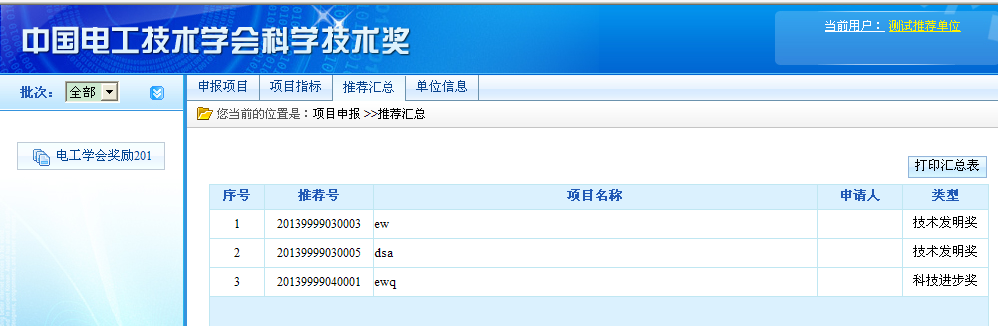 中国电工技术学会科学技术奖
当前用户： 测试推荐单位
批次： 全部
申报项目 项目指标 推荐汇总 单位信息
您当前的位置是：项目申报 >>推荐汇总
电工学会奖励201
打印汇总表
序号 推荐号 项目名称 申请人 类型
1 20139999030003 ew 技术发明奖
2 20139999030005 dsa 技术发明奖
3 20139999040001 ewq 科技进步奖